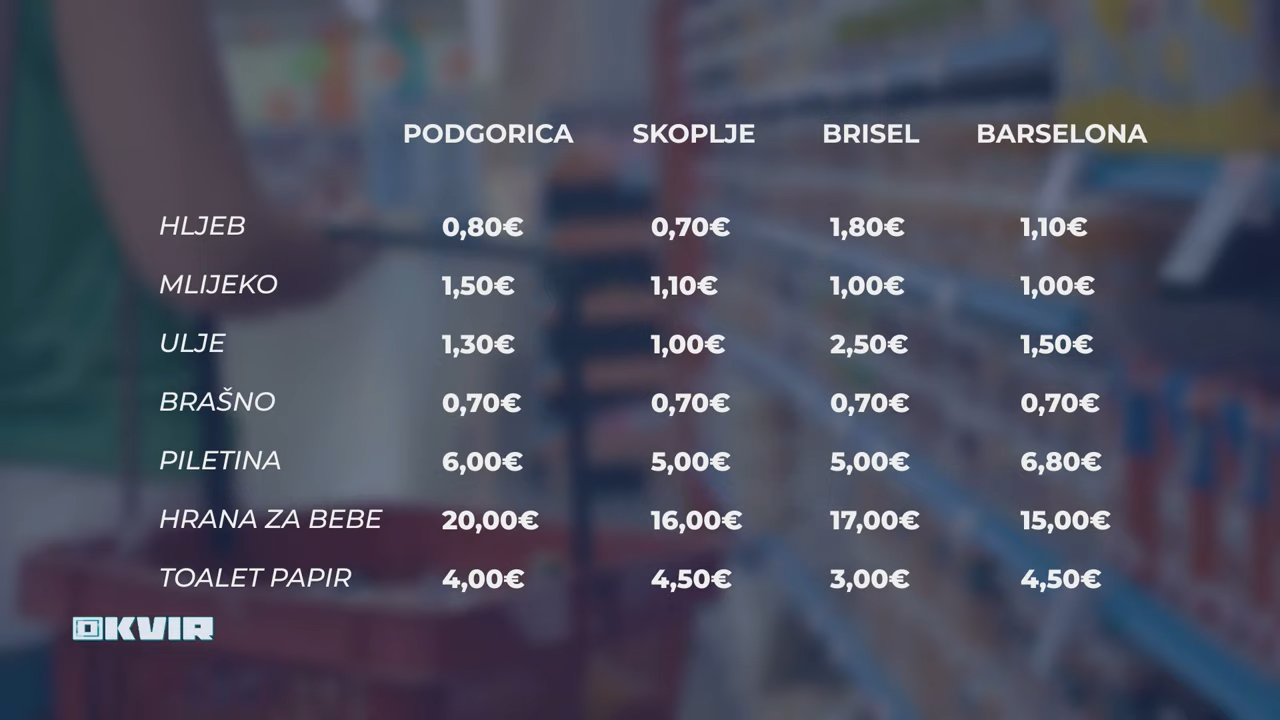 PODGORICA SKOPLJE BRISEL BARSELONA
HLJEB 0,80€ 0,70€ 1,80€ 1,10€
MLIJEKO 1,50€ 1,10€ 1,00€ 1,00€
ULJE 1,30€ 1,00€ 2,50€ 1,50€
BRAŠNO 0,70€ 0,70€ 0,70€ 0,70€
PILETINA 6,00€ 5,00€ 5,00€ 6,80€
HRANA ZA BEBE 20,00€ 16,00€ 17,00€ 15,00€
TOALET PAPIR 4,00€ 4,50€ 3,00€ 4,50€
OKVIR